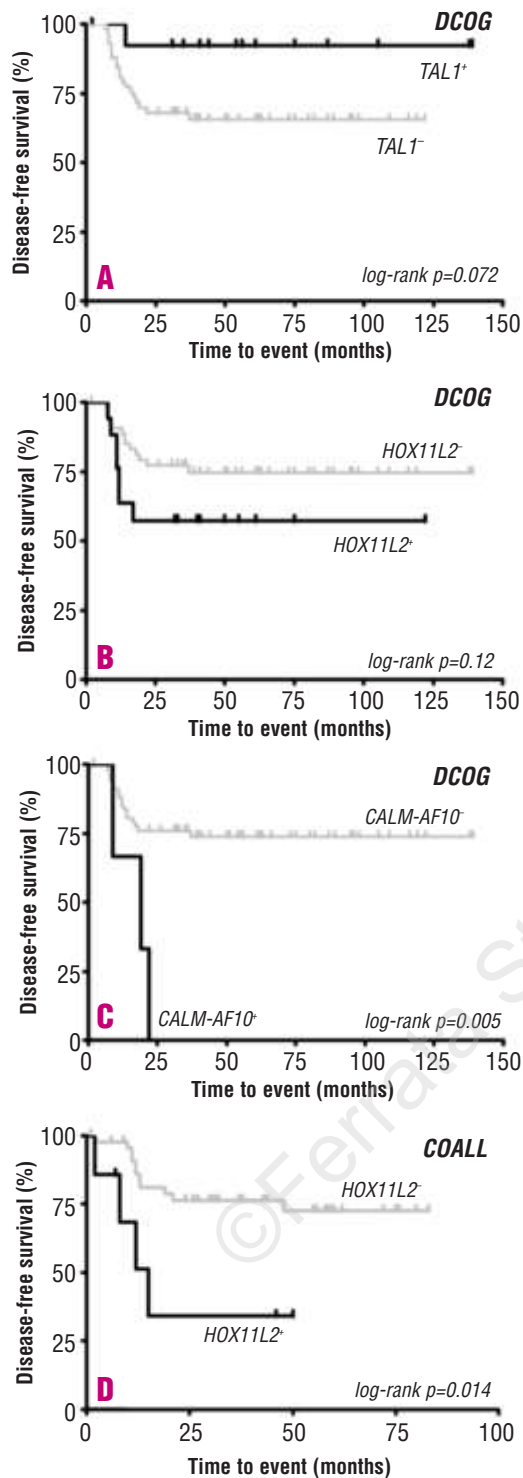 DCOG
100
75
50
25
0
Disease-free survival (%)
TAL1+
TAL1-
A
log-rank p=0.072
0 25 50 75 100 125 150
Time to event (months)
DCOG
100
75
50
25
0
Disease-free survival (%)
HOX11L2-
HOX11L2+
B
log-rank p=0.12
0 25 50 75 100 125 150
Time to event (months)
DCOG
100
75
50
25
0
Disease-free survival (%)
CALM-AF10-
C
CALM-AF10+
log-rank p=0.005
0 25 50 75 100 125 150
Time to event (months)
COALL
100
75
50
25
0
Disease-free survival (%)
HOX11L2-
HOX11L2+
D
log-rank p=0.014
0 25 50 75 100
Time to event (months)
©Ferrata